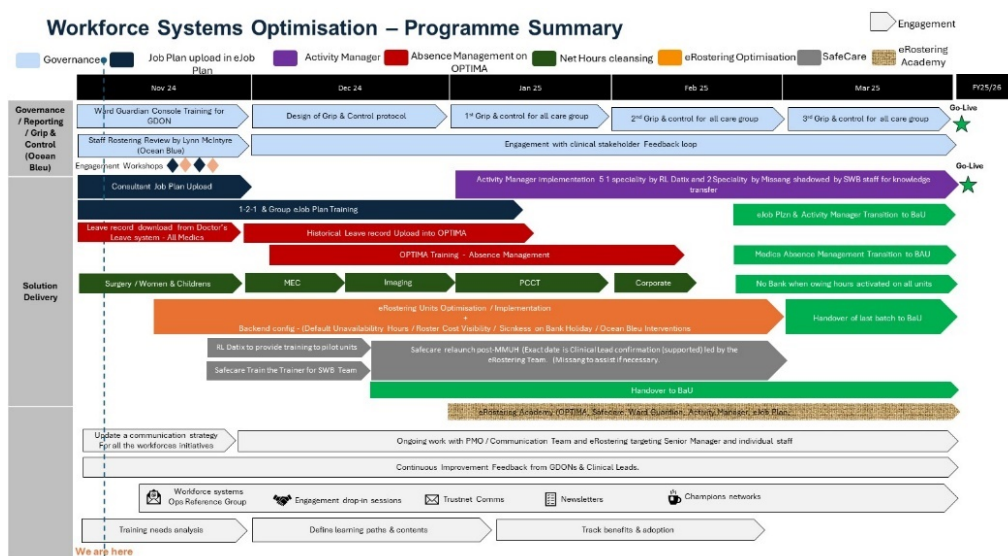 Workforce Systems Optimisation – Programme Summary
Engagement
Governance
Job Plan upload in eJob
Plan
Activity Manager
Absence Management on
OPTIMA
Net Hours cleansing
eRostering Optimisation
SafeCare
eRostering
Academy
Nov 24
Dec 24
Jan 25
Feb 25
Mar 25
FY25/26
Governance
/ Reporting
/ Grip &
Control
(Ocean
Bleu)
Ward Guardian Console Training for
GDON
Design of Grip & Control protocol
1st Grip & control for all care group
2nd Grip & control for all care group
3rd Grip & control for all care group
Go-Live
Staff Rostering Review by Lynn McIntyre
(Ocean Blue)
Engagement with clinical stakeholder Feedback loop
Engagement Workshops
Solution
Delivery
Consultant Job Plan Upload
Activity Manager implementation 5 1 speciality by RL Datix and 2 Speciality by Missang shadowed by SWB staff for knowledge
transfer
Go-Live
1-2-1 & Group eJob Plan Training
eJob Plzn & Activity Manager Transition to BaU
Leave record download from Doctor's
Leave system - All Medics
Historical Leave record Upload into OPTIMA
OPTIMA Training - Absence Management
Medics Absence Management Transition to BAU
Surgery / Women & Childrens
MEC
Imaging
PCCT
Corporate
No Bank when owing hours activated on all units
eRostering Units Optimisation / Implementation
+
Backend config - (Default Unavailability Hours / Roster Cost Visibility / Sicnkess on Bank Holiday / Ocean Bleu Interventions
Handover of last batch to BaU
RL Datix to provide training to pilot units
Safecare Train the Trainer for SWB Team
Safecare relaunch post-MMUH (Exact date is Clinical Lead confirmation (supported) led by the
eRostering Team. (Missang to assist if necessary.
Handover to BaU
eRostering Academy (OPTIMA, Safecare, Ward Guardian, Activity Manager, eJob Plan,
Update a communication strategy
For all the workforces initiatives
Ongoing work with PMO / Communication Team and eRostering targeting Senior Manager and individual staff
Continuous Improvement Feedback from GDONs & Clinical Leads.
Workforce systems
Ops Reference Group
Engagement drop-in sessions
Trustnet Comms
Newsletters
Champions networks
Training needs analysis
Define learning paths & contents
Track benefits & adoption
We are here